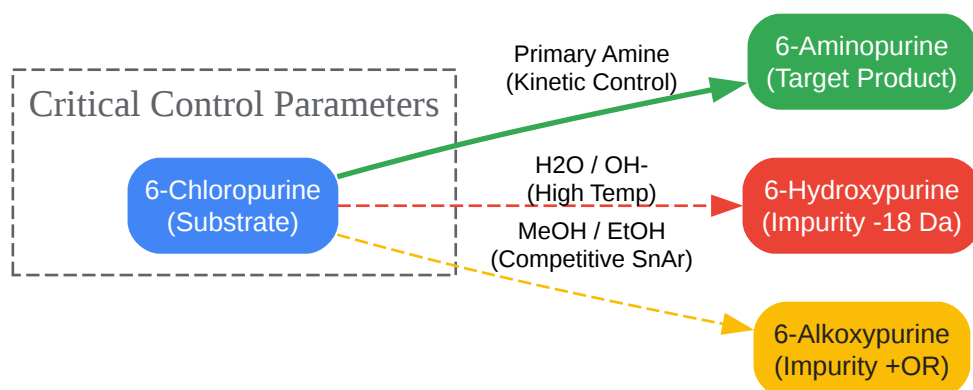 Critical Control Parameters
6-Chloropurine
(Substrate)
Primary Amine
(Kinetic Control)
6-Aminopurine
(Target Product)
H2O / OH-
(High Temp)
6-Hydroxypurine
(Impurity -18 Da)
MeOH / EtOH
(Competitive SnAr)
6-Alkoxypurine
(Impurity +OR)